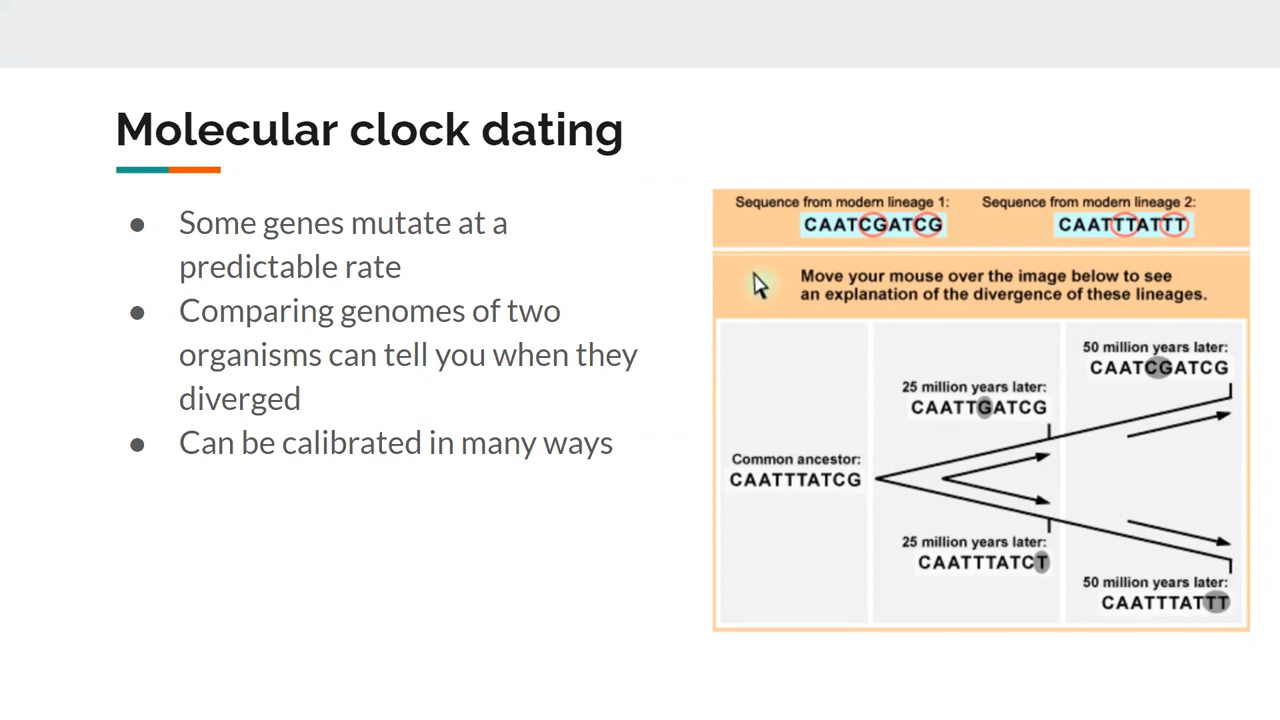 Molecular clock dating
● Some genes mutate at a
predictable rate
● Comparing genomes of two
organisms can tell you when they
diverged
● Can be calibrated in many ways
Sequence from modern lineage 1:
CAATCGATCG
Sequence from modern lineage 2:
CAATTTATTT
Move your mouse over the image below to see
an explanation of the divergence of these lineages.
Common ancestor:
CAATTTATCG
25 million years later:
CAATTGATCG
50 million years later:
CAATCGATCG
25 million years later:
CAATTTATCT
50 million years later:
CAATTTATTT